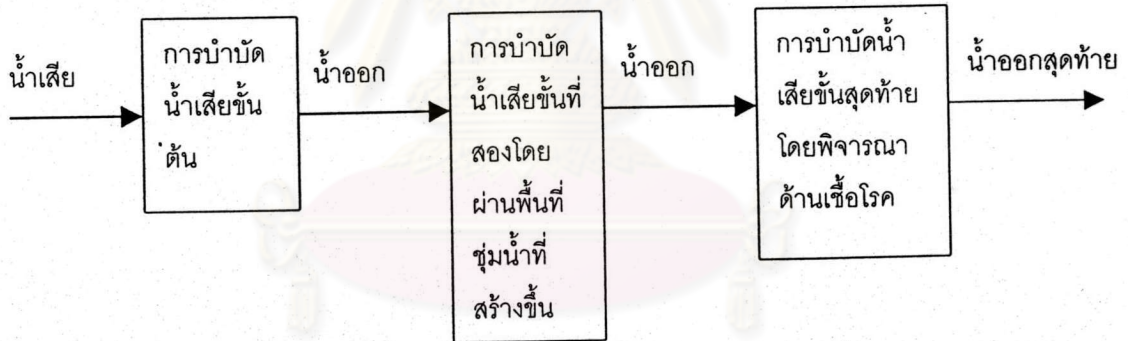 น้ำเสีย
การบำบัด
น้ำเสียขั้น
ต้น
น้ำออก
การบำบัด
น้ำเสียขั้นที่
สองโดย
ผ่านพื้นที่
ชุ่มน้ำที่
สร้างขึ้น
น้ำออก
การบำบัดน้ำ
เสียขั้นสุดท้าย
โดยพิจารณา
ด้านเชื้อโรค
น้ำออกสุดท้าย